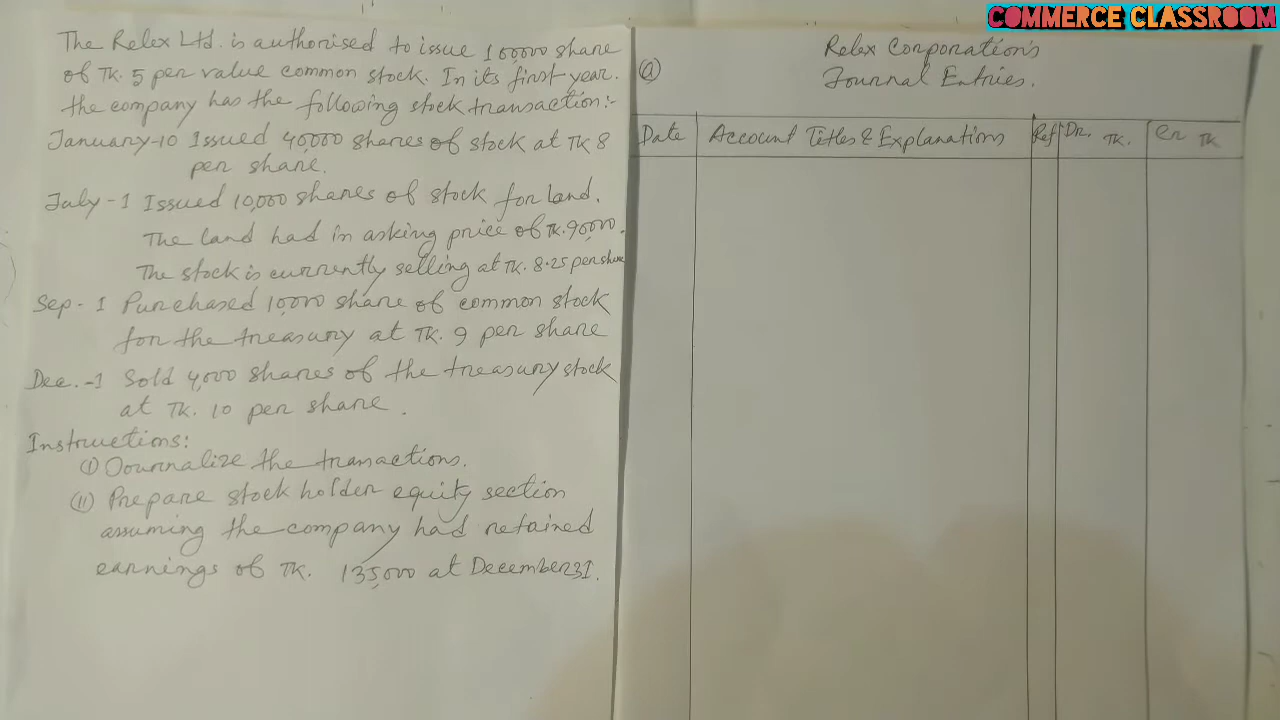 COMMERCE CLASSROOM
The Relex Ltd. is authorised to issue 100,000 share
of TK. 5 per value common stock. In its first year.
the company has the following stock transaction:-
January-10 Issued 40,000 shares of stock at TK 8
per share.
July - 1 Issued 10,000 shares of stock for land.
The land had in asking price of TK. 90,000.
The stock is currently selling at TK. 8.25 per share
Sep - 1 Purchased 10,000 share of common stock
for the treasury at TK. 9 per share
Dec. -1 Sold 4,000 shares of the treasury stock
at TK. 10 per share.
Instructions:
(i) Journalize the transactions.
(ii) Prepare stock holder equity section
assuming the company had retained
earnings of TK. 135,000 at December 31.
Relex Corporation's
(a) Journal Entries.
Date Account Titles & Explanations Ref Dr. TK. Cr TK